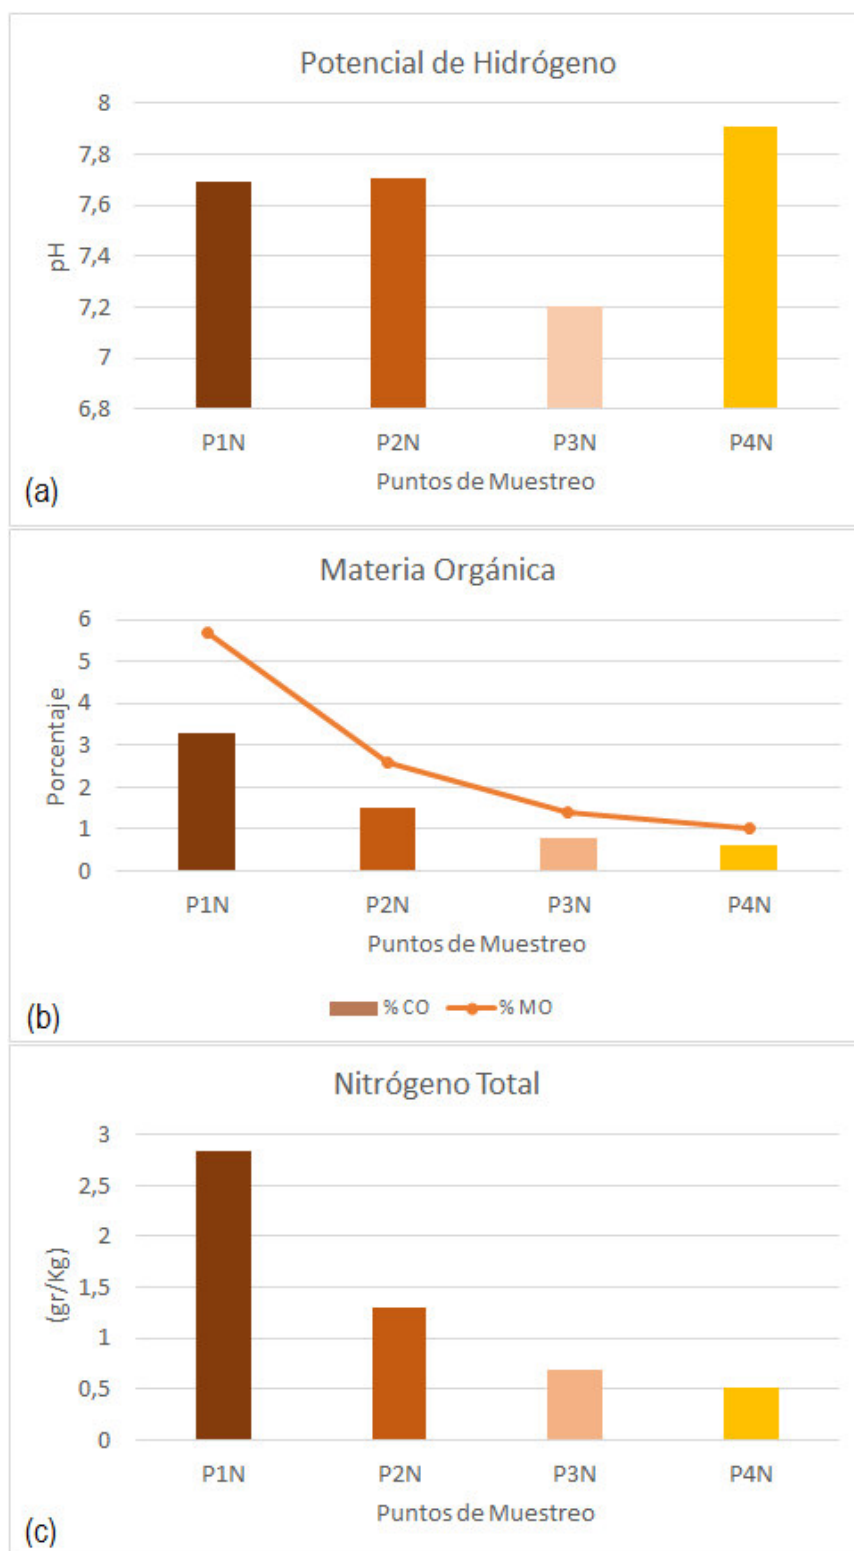 Potencial de Hidrógeno
8
7,8
7,6
7,4
7,2
7
6,8
pH
P1N P2N P3N P4N
Puntos de Muestreo
(a)
Materia Orgánica
6
5
4
3
2
1
0
Porcentaje
P1N P2N P3N P4N
Puntos de Muestreo
% CO % MO
(b)
Nitrógeno Total
3
2,5
2
1,5
1
0,5
0
(gr/Kg)
P1N P2N P3N P4N
Puntos de Muestreo
(c)